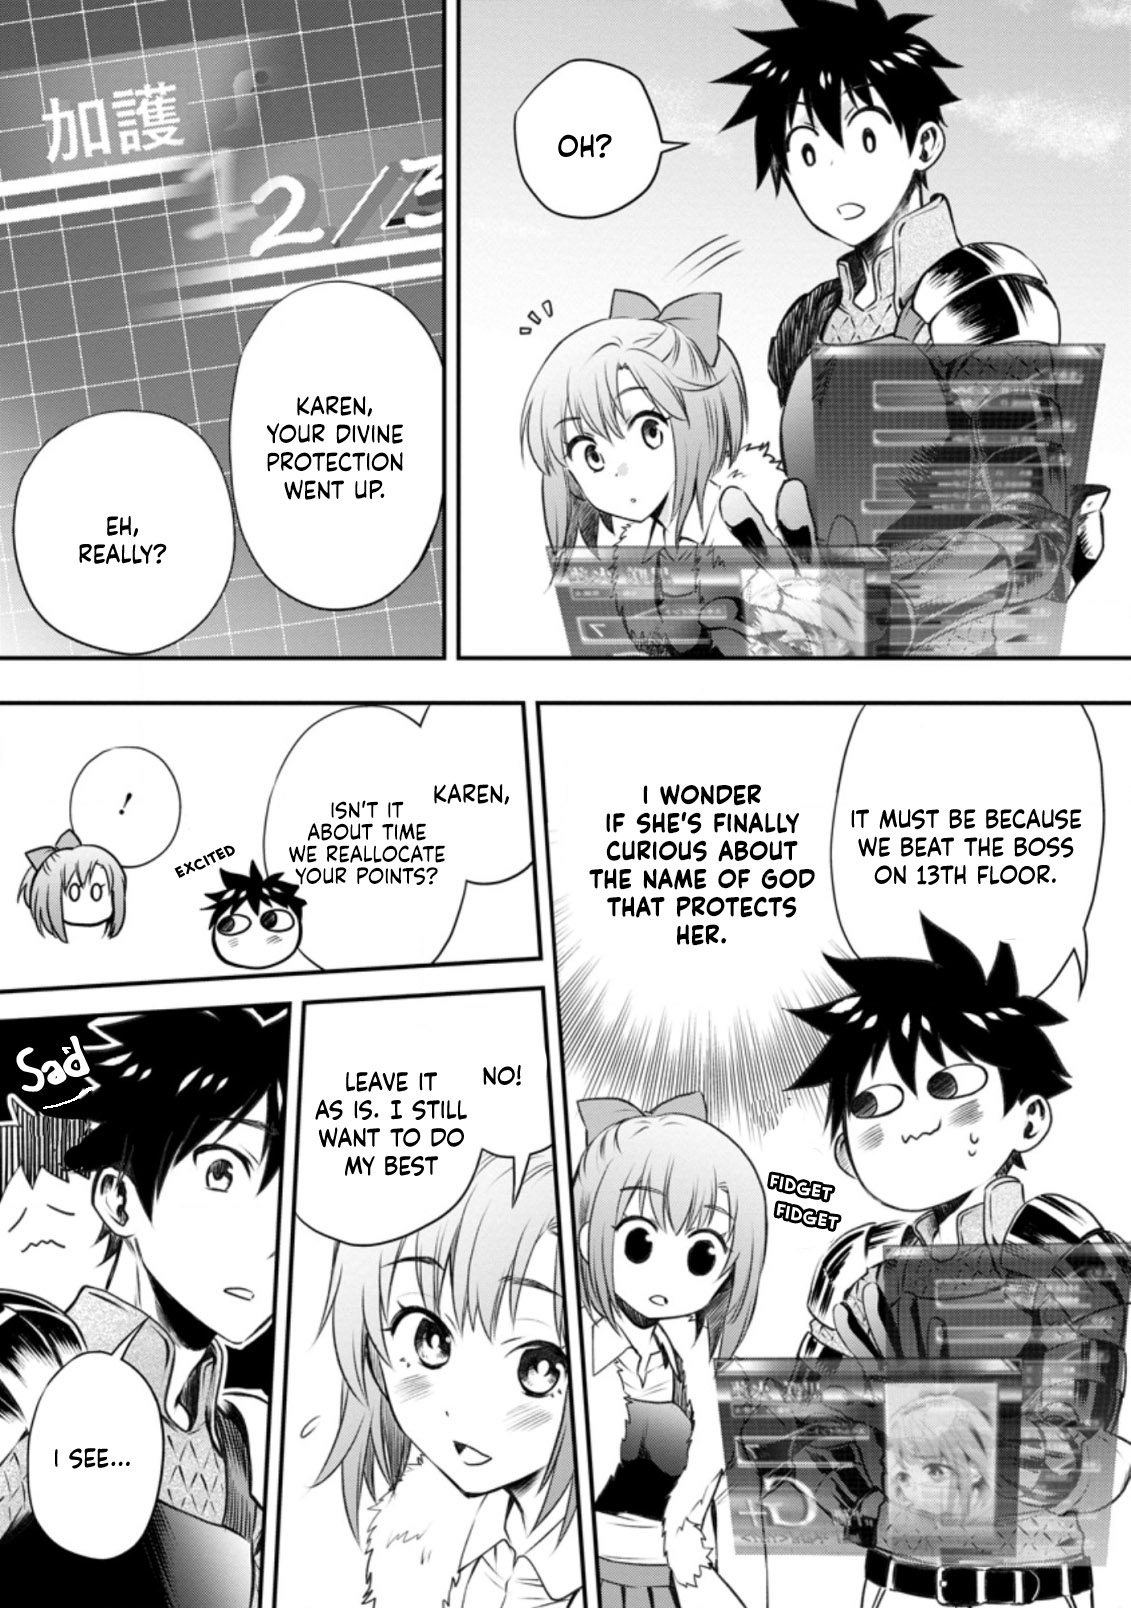 OH?
加護
2/3
KAREN,
YOUR DIVINE
PROTECTION
WENT UP.
EH,
REALLY?
IT MUST BE BECAUSE
WE BEAT THE BOSS
ON 13TH FLOOR.
I WONDER
IF SHE'S FINALLY
CURIOUS ABOUT
THE NAME OF GOD
THAT PROTECTS
HER.
FIDGET
FIDGET
KAREN,
ISN'T IT
ABOUT TIME
WE REALLOCATE
YOUR POINTS?
EXCITED
!
NO!
LEAVE IT
AS IS. I STILL
WANT TO DO
MY BEST
Sad
I SEE...